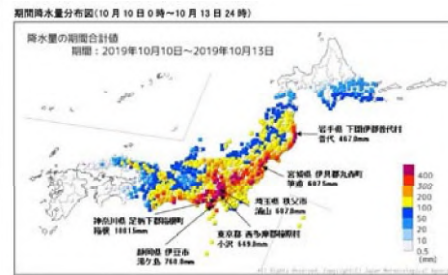 期間降水量分布図(10月10日0時~10月13日24時)
降水量の期間合計値
期間:2019年10月10日~2019年10月13日
岩手県 下閉伊郡普代村
普代 467.0mm
宮城県 伊具郡丸森町
筆甫 607.5mm
埼玉県 秩父市
浦山 687.0mm
東京都 西多摩郡檜原村
小沢 649.0mm
神奈川県 足柄下郡箱根町
箱根 1001.5mm
静岡県 伊豆市
湯ケ島 760.0mm
400
300
200
100
50
20
10
0.5
(mm)